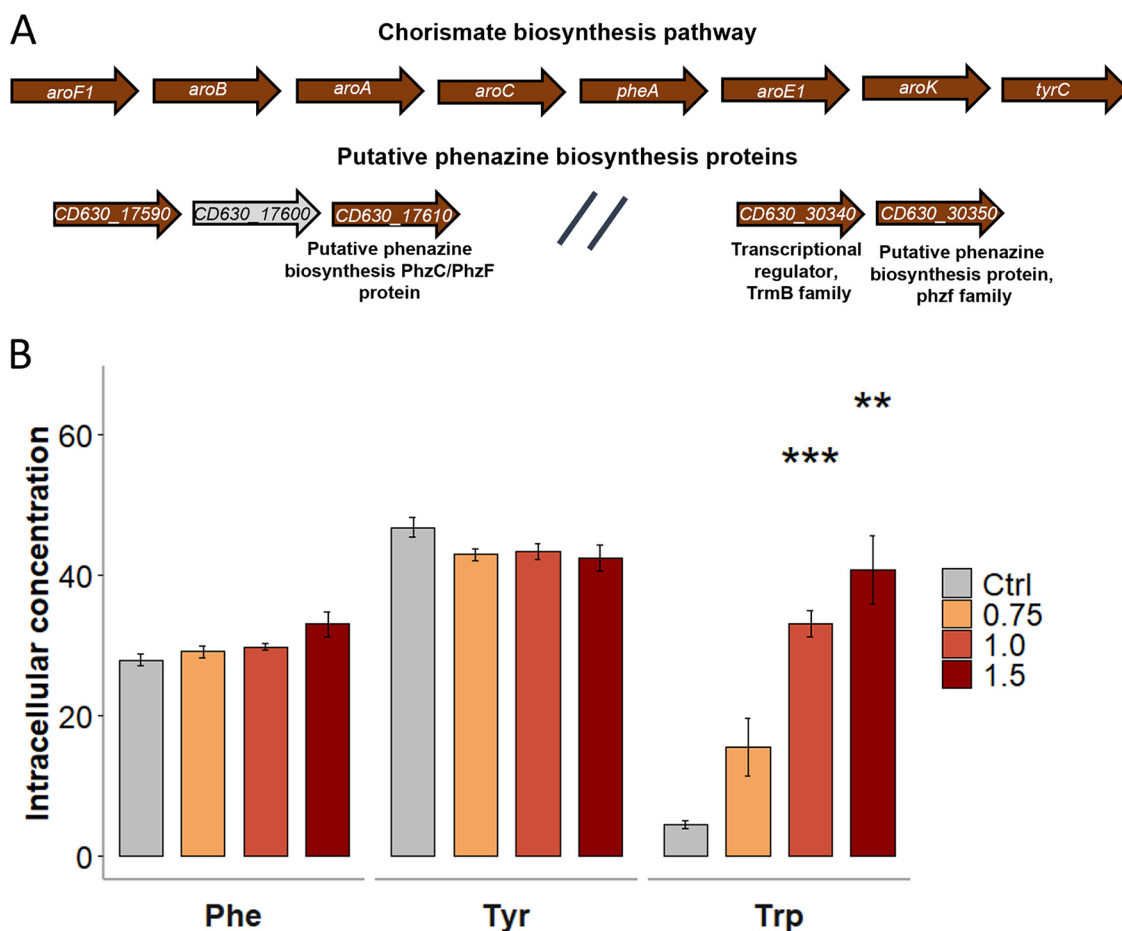 A
Chorismate biosynthesis pathway
aroF1 aroB aroA aroC pheA aroE1 aroK tyrC
Putative phenazine biosynthesis proteins
CD630_17590 CD630_17600 CD630_17610 CD630_30340 CD630_30350
Putative phenazine
biosynthesis PhzC/PhzF
protein
Transcriptional
regulator,
TrmB family
Putative phenazine
biosynthesis protein,
phzf family
B
Intracellular concentration
60
40
20
0
***
**
Ctrl
0.75
1.0
1.5
Phe Tyr Trp